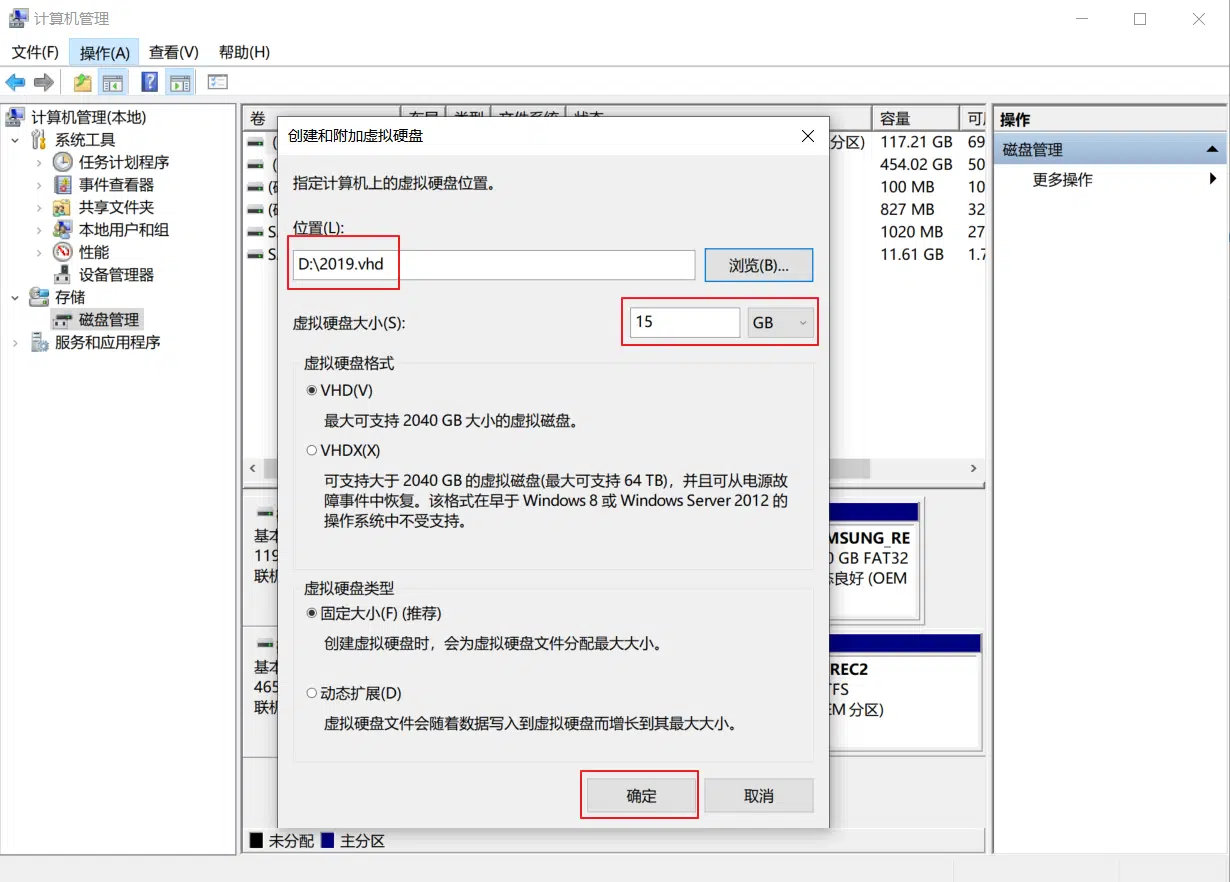 计算机管理
文件(F) 操作(A) 查看(V) 帮助(H)
计算机管理(本地)
系统工具
任务计划程序
事件查看器
共享文件夹
本地用户和组
性能
设备管理器
存储
磁盘管理
服务和应用程序
卷 容量
分区) 117.21 GB 69
454.02 GB 50
100 MB 10
827 MB 32
1020 MB 27
11.61 GB 1.7
创建和附加虚拟硬盘
指定计算机上的虚拟硬盘位置。
位置(L):
D:\2019.vhd 浏览(B)...
虚拟硬盘大小(S): 15 GB
虚拟硬盘格式
VHD(V)
最大可支持 2040 GB 大小的虚拟磁盘。
VHDX(X)
可支持大于 2040 GB 的虚拟磁盘(最大可支持 64 TB)，并且可从电源故
障事件中恢复。该格式在早于 Windows 8 或 Windows Server 2012 的
操作系统中不受支持。
虚拟硬盘类型
固定大小(F) (推荐)
创建虚拟硬盘时，会为虚拟硬盘文件分配最大大小。
动态扩展(D)
虚拟硬盘文件会随着数据写入到虚拟硬盘而增长到其最大大小。
确定 取消
基本
119
联机
MSUNG_RE
0 GB FAT32
良好 (OEM
基本
465
联机
REC2
TFS
EM 分区)
未分配 主分区
操作
磁盘管理
更多操作